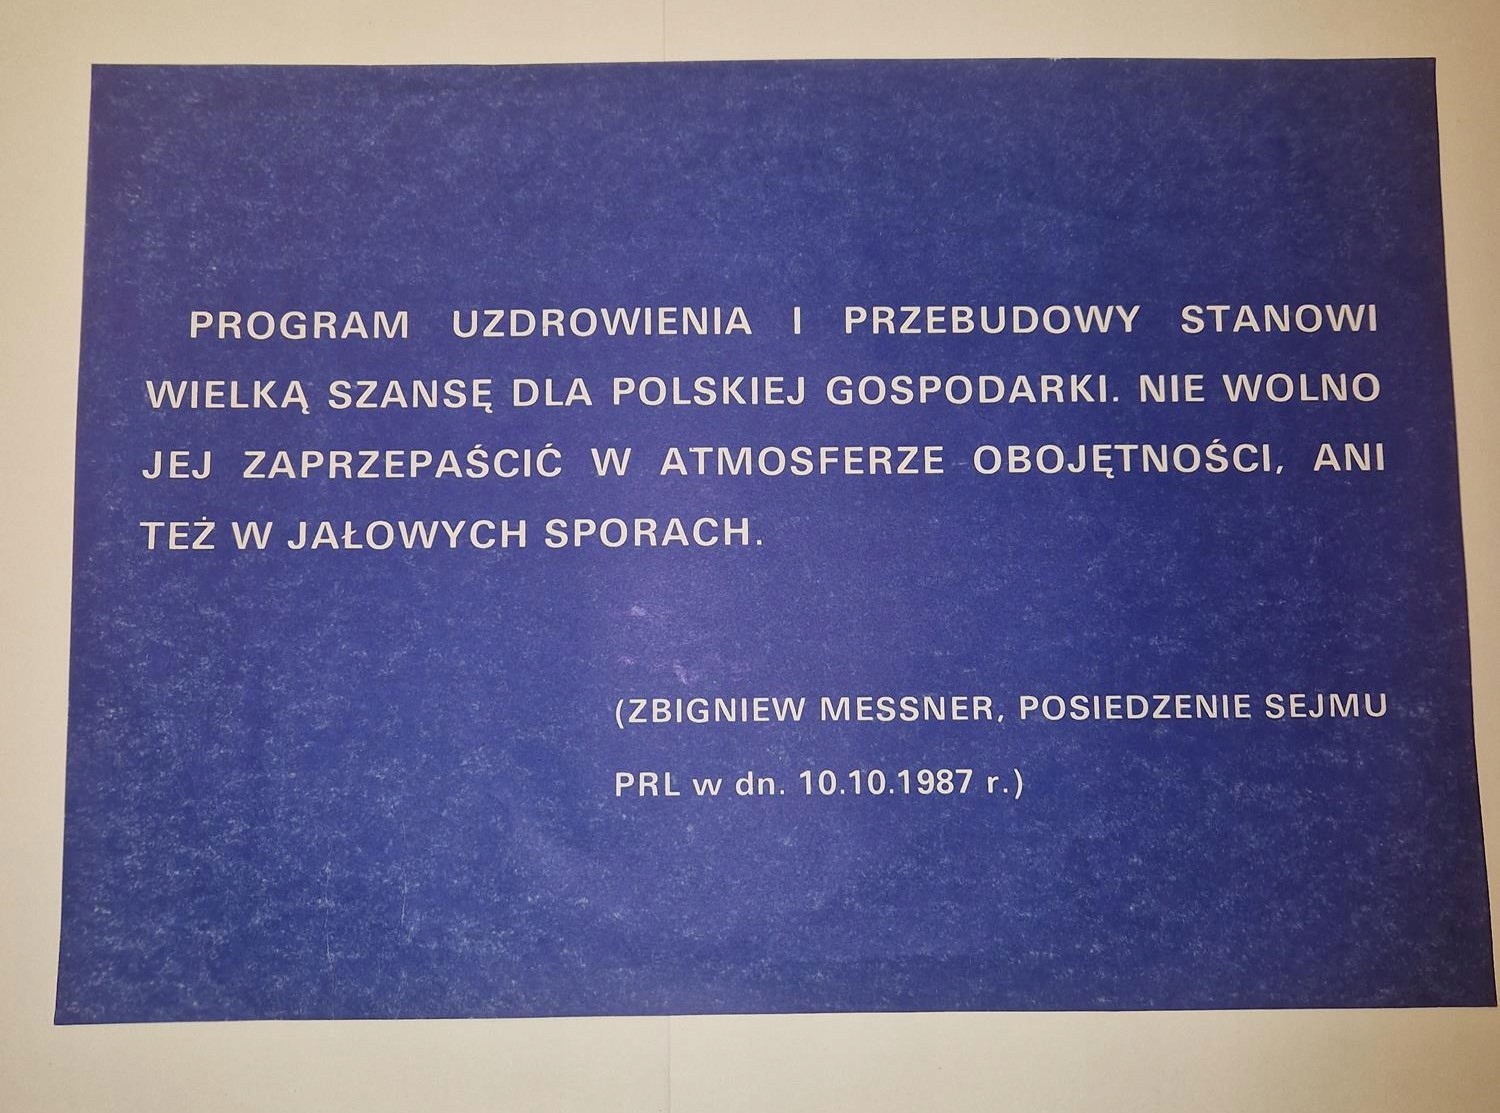 PROGRAM UZDROWIENIA I PRZEBUDOWY STANOWI
WIELKĄ SZANSĘ DLA POLSKIEJ GOSPODARKI. NIE WOLNO
JEJ ZAPRZEPAŚCIĆ W ATMOSFERZE OBOJĘTNOŚCI, ANI
TEŻ W JAŁOWYCH SPORACH.
(ZBIGNIEW MESSNER, POSIEDZENIE SEJMU
PRL w dn. 10.10.1987 r.)